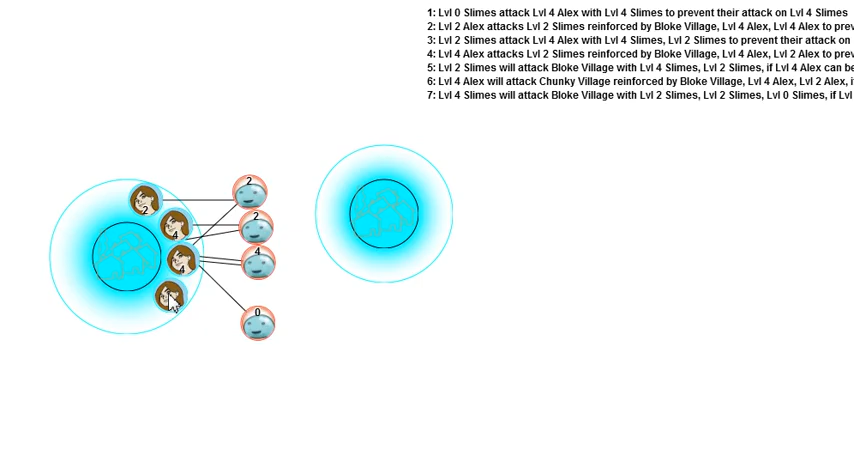 1: Lvl 0 Slimes attack Lvl 4 Alex with Lvl 4 Slimes to prevent their attack on Lvl 4 Slimes
2: Lvl 2 Alex attacks Lvl 2 Slimes reinforced by Bloke Village, Lvl 4 Alex, Lvl 4 Alex to
3: Lvl 2 Slimes attack Lvl 4 Alex with Lvl 4 Slimes, Lvl 2 Slimes to prevent their attack on
4: Lvl 4 Alex attacks Lvl 2 Slimes reinforced by Bloke Village, Lvl 4 Alex, Lvl 2 Alex to
5: Lvl 2 Slimes will attack Bloke Village with Lvl 4 Slimes, Lvl 2 Slimes, if Lvl 4 Alex can be
6: Lvl 4 Alex will attack Chunky Village reinforced by Bloke Village, Lvl 4 Alex, Lvl 2 Alex,
7: Lvl 4 Slimes will attack Bloke Village with Lvl 2 Slimes, Lvl 2 Slimes, Lvl 0 Slimes, if Lvl
2
2
2
4
4
4
0